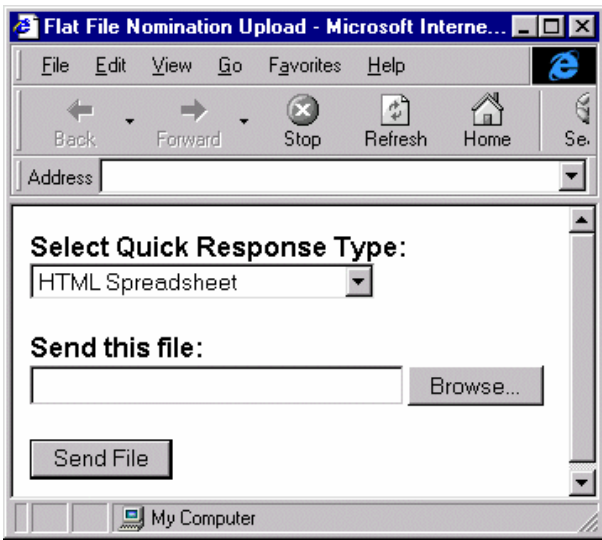 Flat File Nomination Upload - Microsoft Interne...
File Edit View Go Favorites Help
Back Forward Stop Refresh Home Se
Address
Select Quick Response Type:
HTML Spreadsheet
Send this file:
Browse...
Send File
My Computer